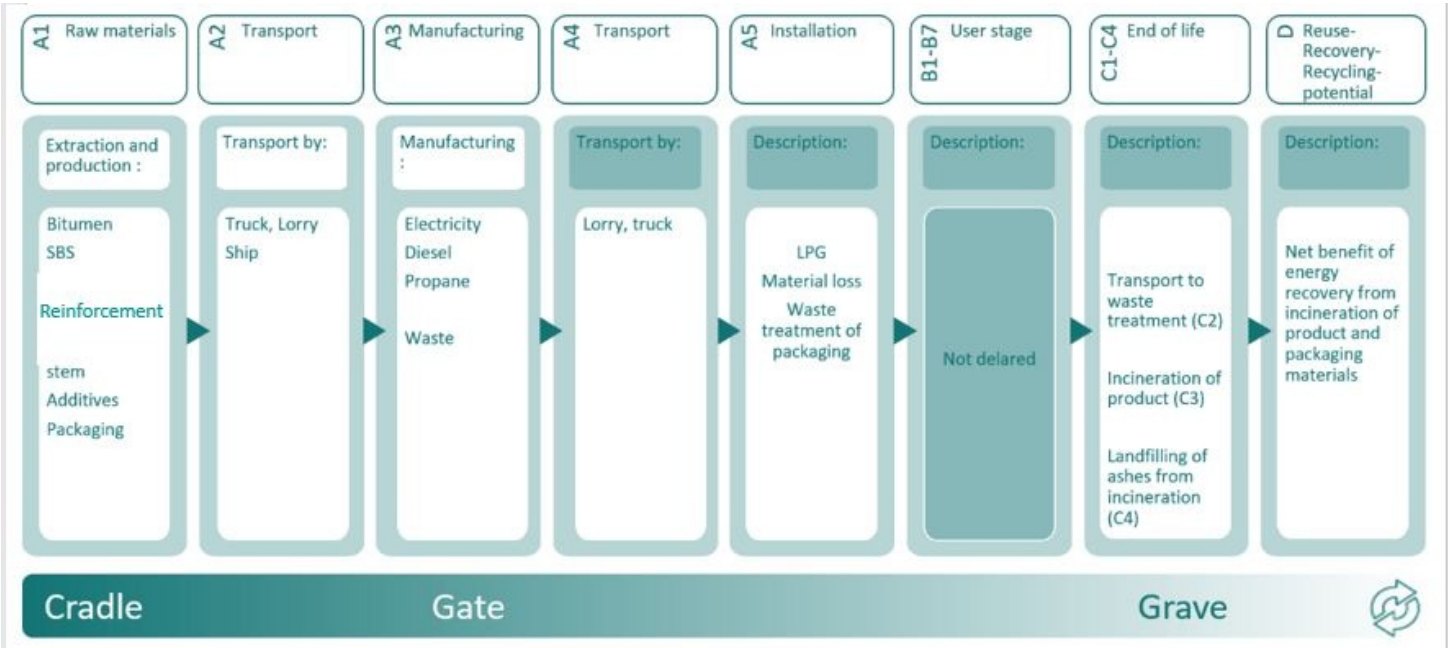 A1 Raw materials
A2 Transport
A3 Manufacturing
A4 Transport
A5 Installation
B1-B7 User stage
C1-C4 End of life
D Reuse-
Recovery-
Recycling-
potential
Extraction and
production :
Bitumen
SBS
Reinforcement
stem
Additives
Packaging
Transport by:
Truck, Lorry
Ship
Manufacturing
:
Electricity
Diesel
Propane
Waste
Transport by:
Lorry, truck
Description:
LPG
Material loss
Waste
treatment of
packaging
Description:
Not delared
Description:
Transport to
waste
treatment (C2)
Incineration of
product (C3)
Landfilling of
ashes from
incineration
(C4)
Description:
Net benefit of
energy
recovery from
incineration of
product and
packaging
materials
Cradle
Gate
Grave